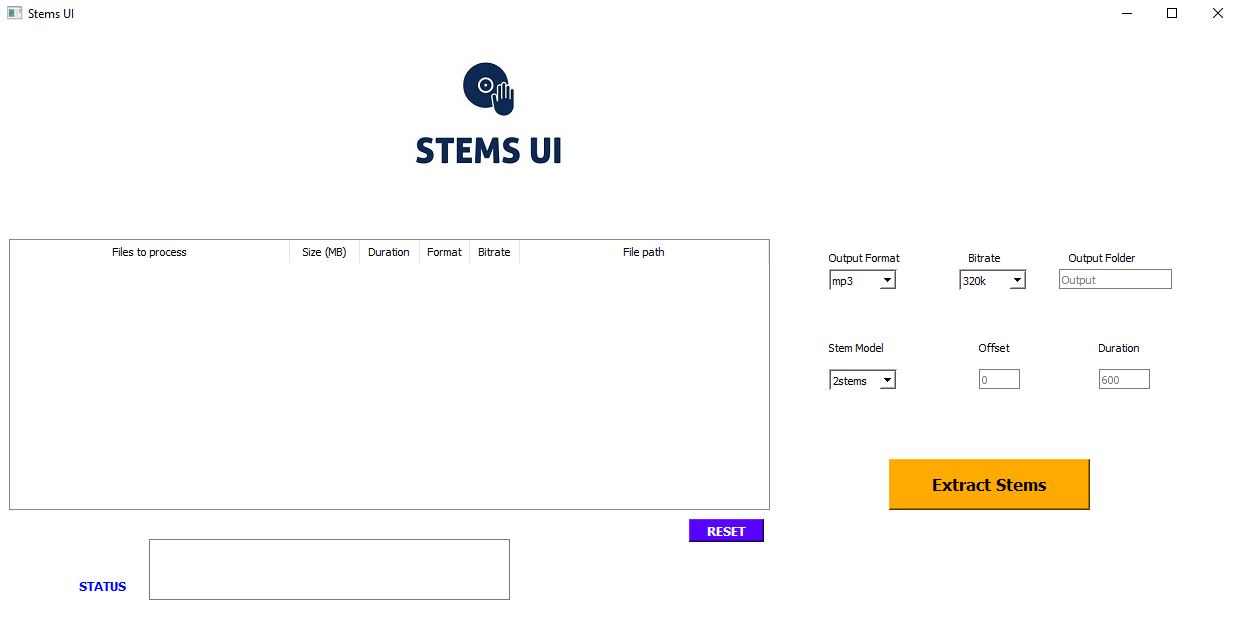 Stems UI
STEMS UI
Files to process Size (MB) Duration Format Bitrate File path
Output Format Bitrate Output Folder
mp3 320k Output
Stem Model Offset Duration
2stems 0 600
Extract Stems
RESET
STATUS